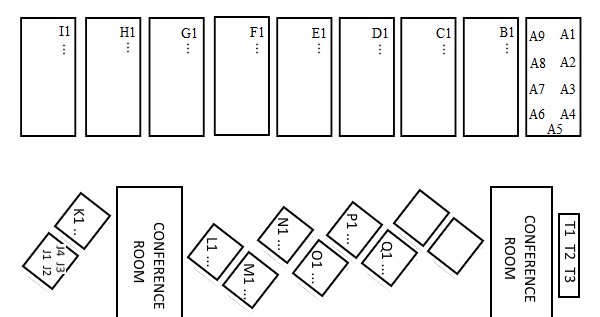 I1
...
H1
...
G1
...
F1
...
E1
...
D1
...
C1
...
B1
...
A9 A1
A8 A2
A7 A3
A6 A4
A5
K1 ..
J4 J3
J1 J2
CONFERENCE
ROOM
L1 ...
M1 ...
N1 ...
O1 ...
P1 ...
Q1 ...
CONFERENCE
ROOM
T1 T2 T3